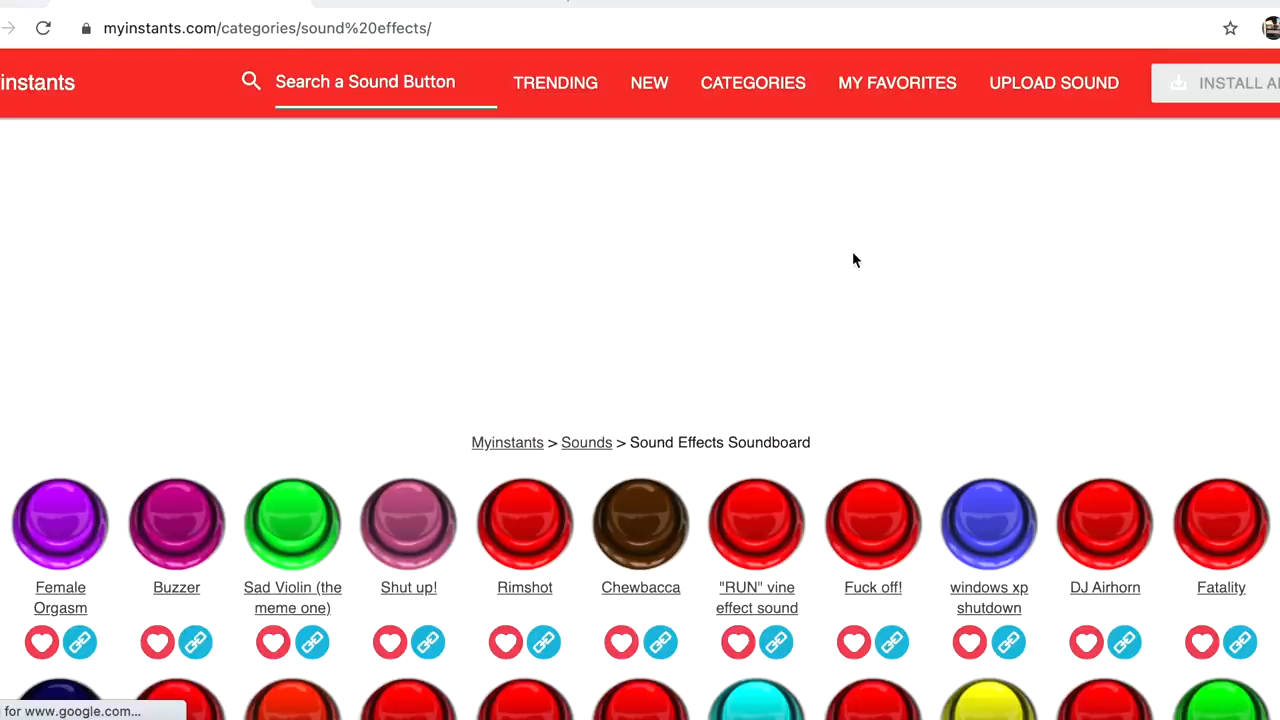 myinstants.com/categories/sound%20effects/
instants
Search a Sound Button
TRENDING
NEW
CATEGORIES
MY FAVORITES
UPLOAD SOUND
INSTALL A
Myinstants > Sounds > Sound Effects Soundboard
Female
Orgasm
Buzzer
Sad Violin (the
meme one)
Shut up!
Rimshot
Chewbacca
"RUN" vine
effect sound
Fuck off!
windows xp
shutdown
DJ Airhorn
Fatality
for www.google.com...